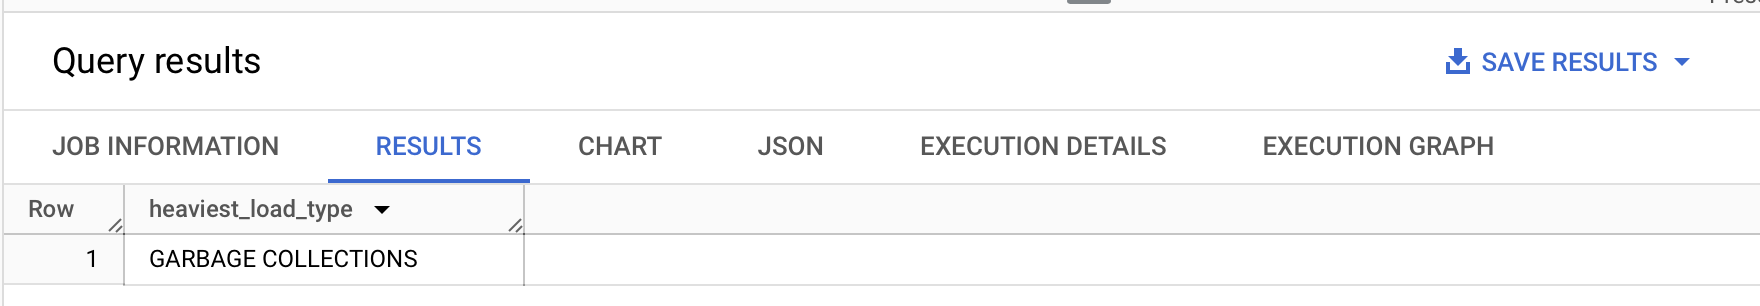 Query results
SAVE RESULTS
JOB INFORMATION RESULTS CHART JSON EXECUTION DETAILS EXECUTION GRAPH
Row heaviest_load_type
1 GARBAGE COLLECTIONS